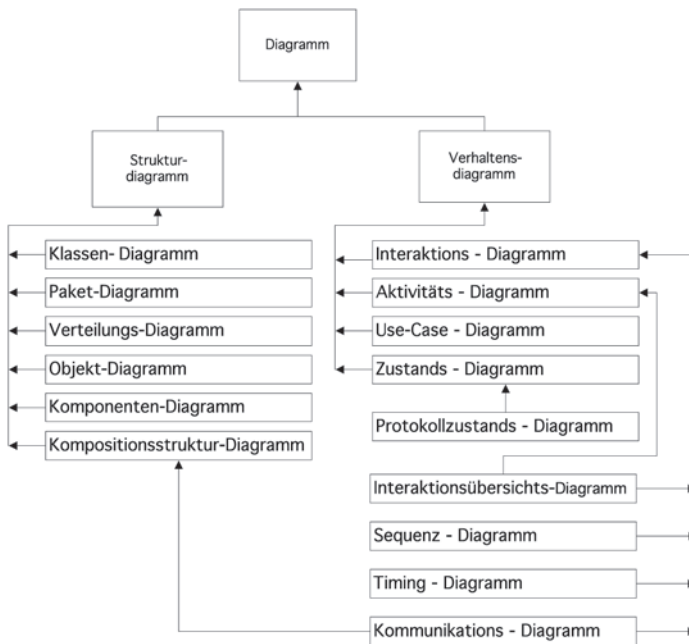 Diagramm
Struktur-
diagramm
Verhaltens-
diagramm
Klassen- Diagramm
Paket-Diagramm
Verteilungs-Diagramm
Objekt-Diagramm
Komponenten-Diagramm
Kompositionsstruktur-Diagramm
Interaktions - Diagramm
Aktivitäts - Diagramm
Use-Case - Diagramm
Zustands - Diagramm
Protokollzustands - Diagramm
Interaktionsübersichts-Diagramm
Sequenz - Diagramm
Timing - Diagramm
Kommunikations - Diagramm